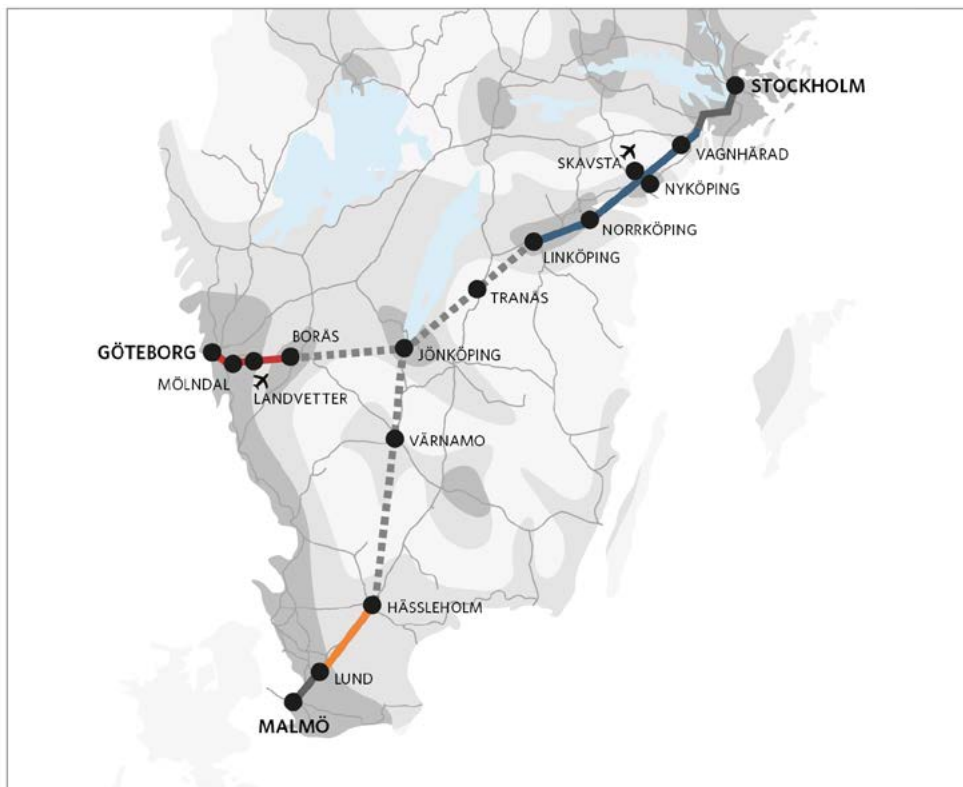 STOCKHOLM
VAGNHÄRAD
SKAVSTA
NYKÖPING
NORRKÖPING
LINKÖPING
TRANÅS
BORÅS
GÖTEBORG
JÖNKÖPING
MÖLNDAL
LANDVETTER
VÄRNAMO
HÄSSLEHOLM
LUND
MALMÖ